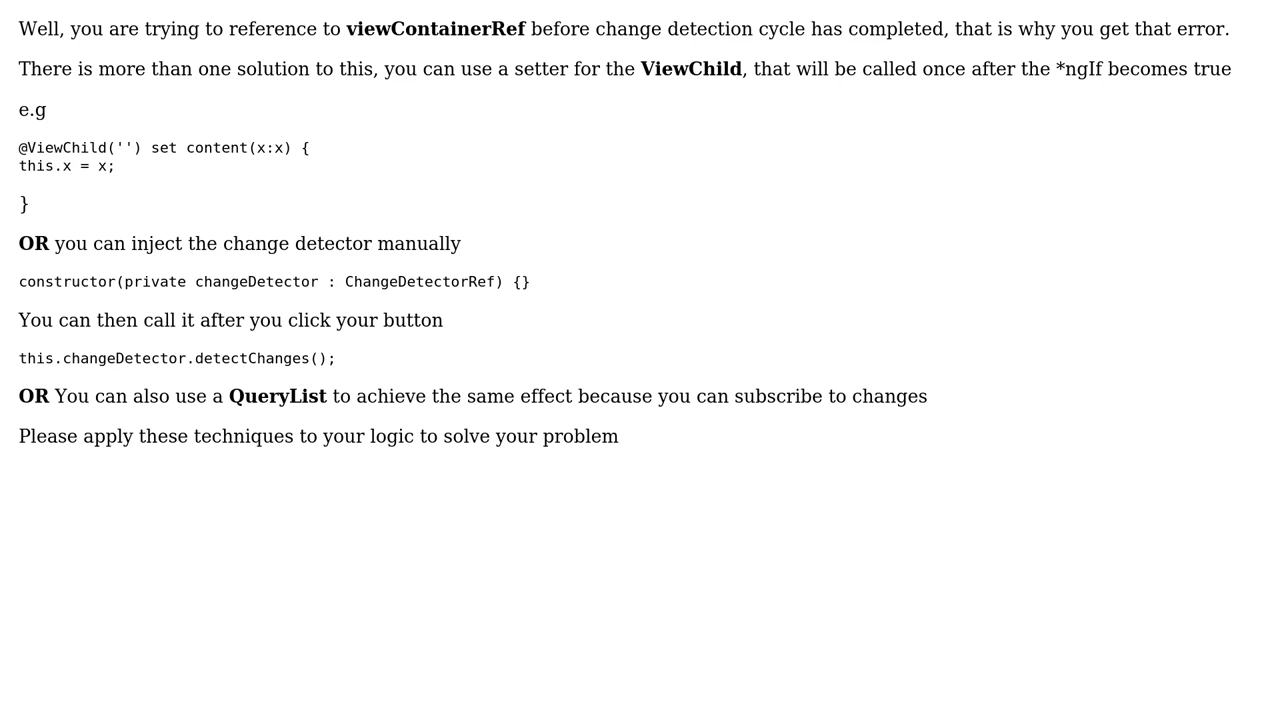 Well, you are trying to reference to viewContainerRef before change detection cycle has completed, that is why you get that error.
There is more than one solution to this, you can use a setter for the ViewChild, that will be called once after the *ngIf becomes true
e.g
@ViewChild('') set content(x:x) {
this.x = x;
}
OR you can inject the change detector manually
constructor(private changeDetector : ChangeDetectorRef) {}
You can then call it after you click your button
this.changeDetector.detectChanges();
OR You can also use a QueryList to achieve the same effect because you can subscribe to changes
Please apply these techniques to your logic to solve your problem